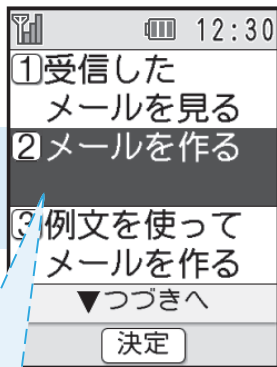 12:30
1受信した
メールを見る
2メールを作る
3例文を使って
メールを作る
▼つづきへ
決定